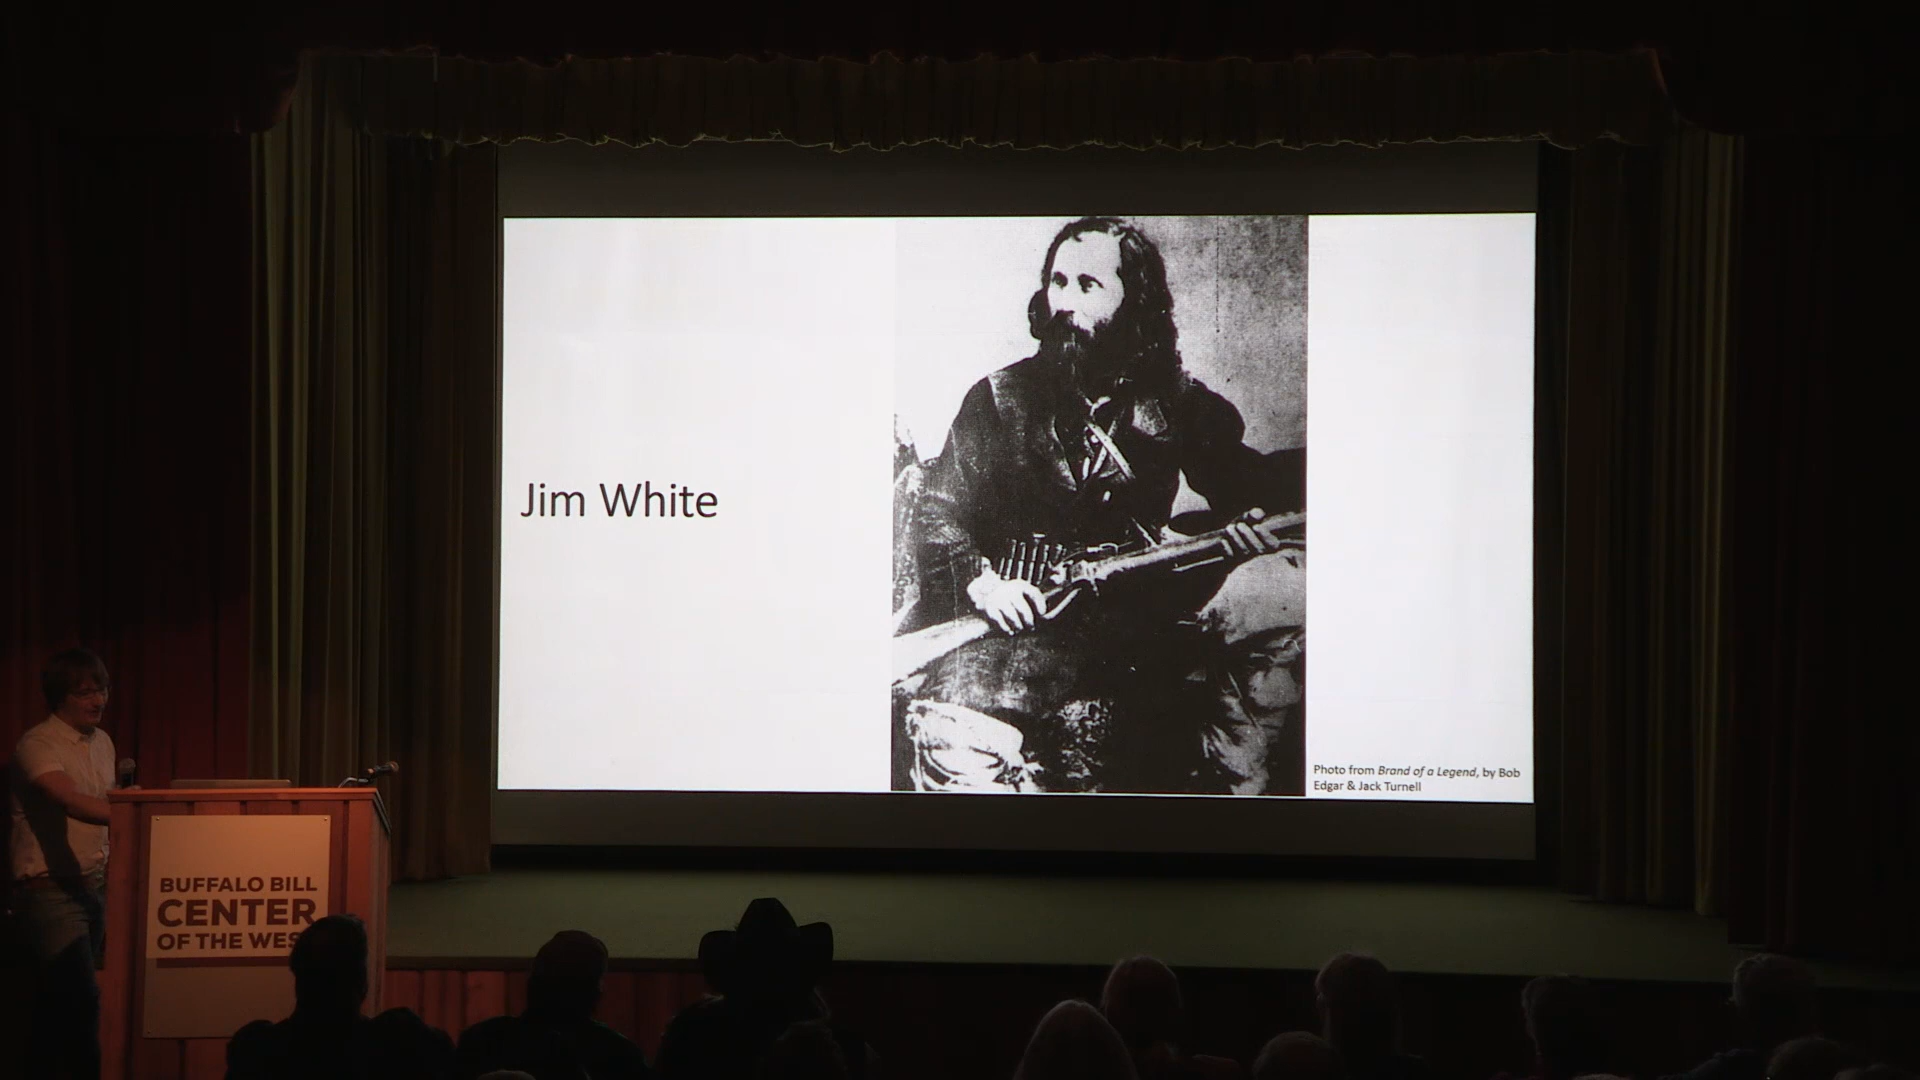 Jim White
Photo from Brand of a Legend, by Bob
Edgar & Jack Turnell
BUFFALO BILL
CENTER
OF THE WES